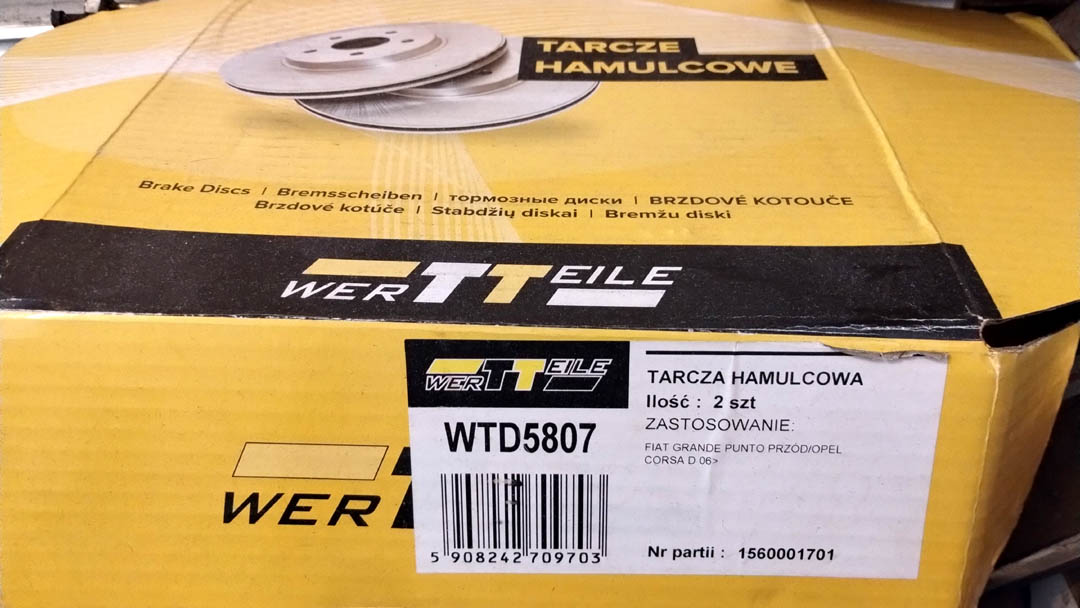 TARCZE
HAMULCOWE
Brake Discs | Bremsscheiben | тормозные диски | BRZDOVÉ KOTOUČE
Brzdové kotúče | Stabdžių diskai | Bremžu diski
WERTTEILE
WERTTEILE
WTD5807
5 908242 709703
TARCZA HAMULCOWA
Ilość : 2 szt
ZASTOSOWANIE:
FIAT GRANDE PUNTO PRZÓD/OPEL
CORSA D 06>
Nr partii : 1560001701
WERT